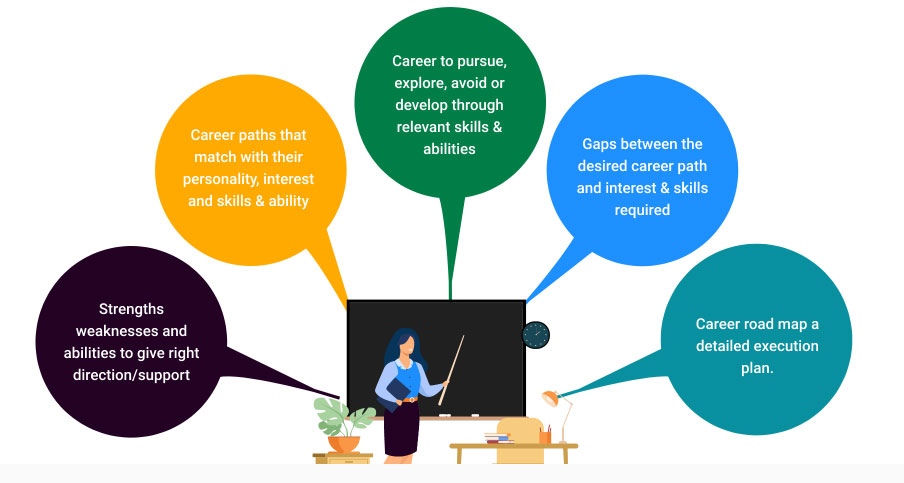 Career to pursue,
explore, avoid or
develop through
relevant skills &
abilities
Career paths that
match with their
personality, interest
and skills & ability
Gaps between the
desired career path
and interest & skills
required
Strengths
weaknesses and
abilities to give right
direction/support
Career road map a
detailed execution
plan.